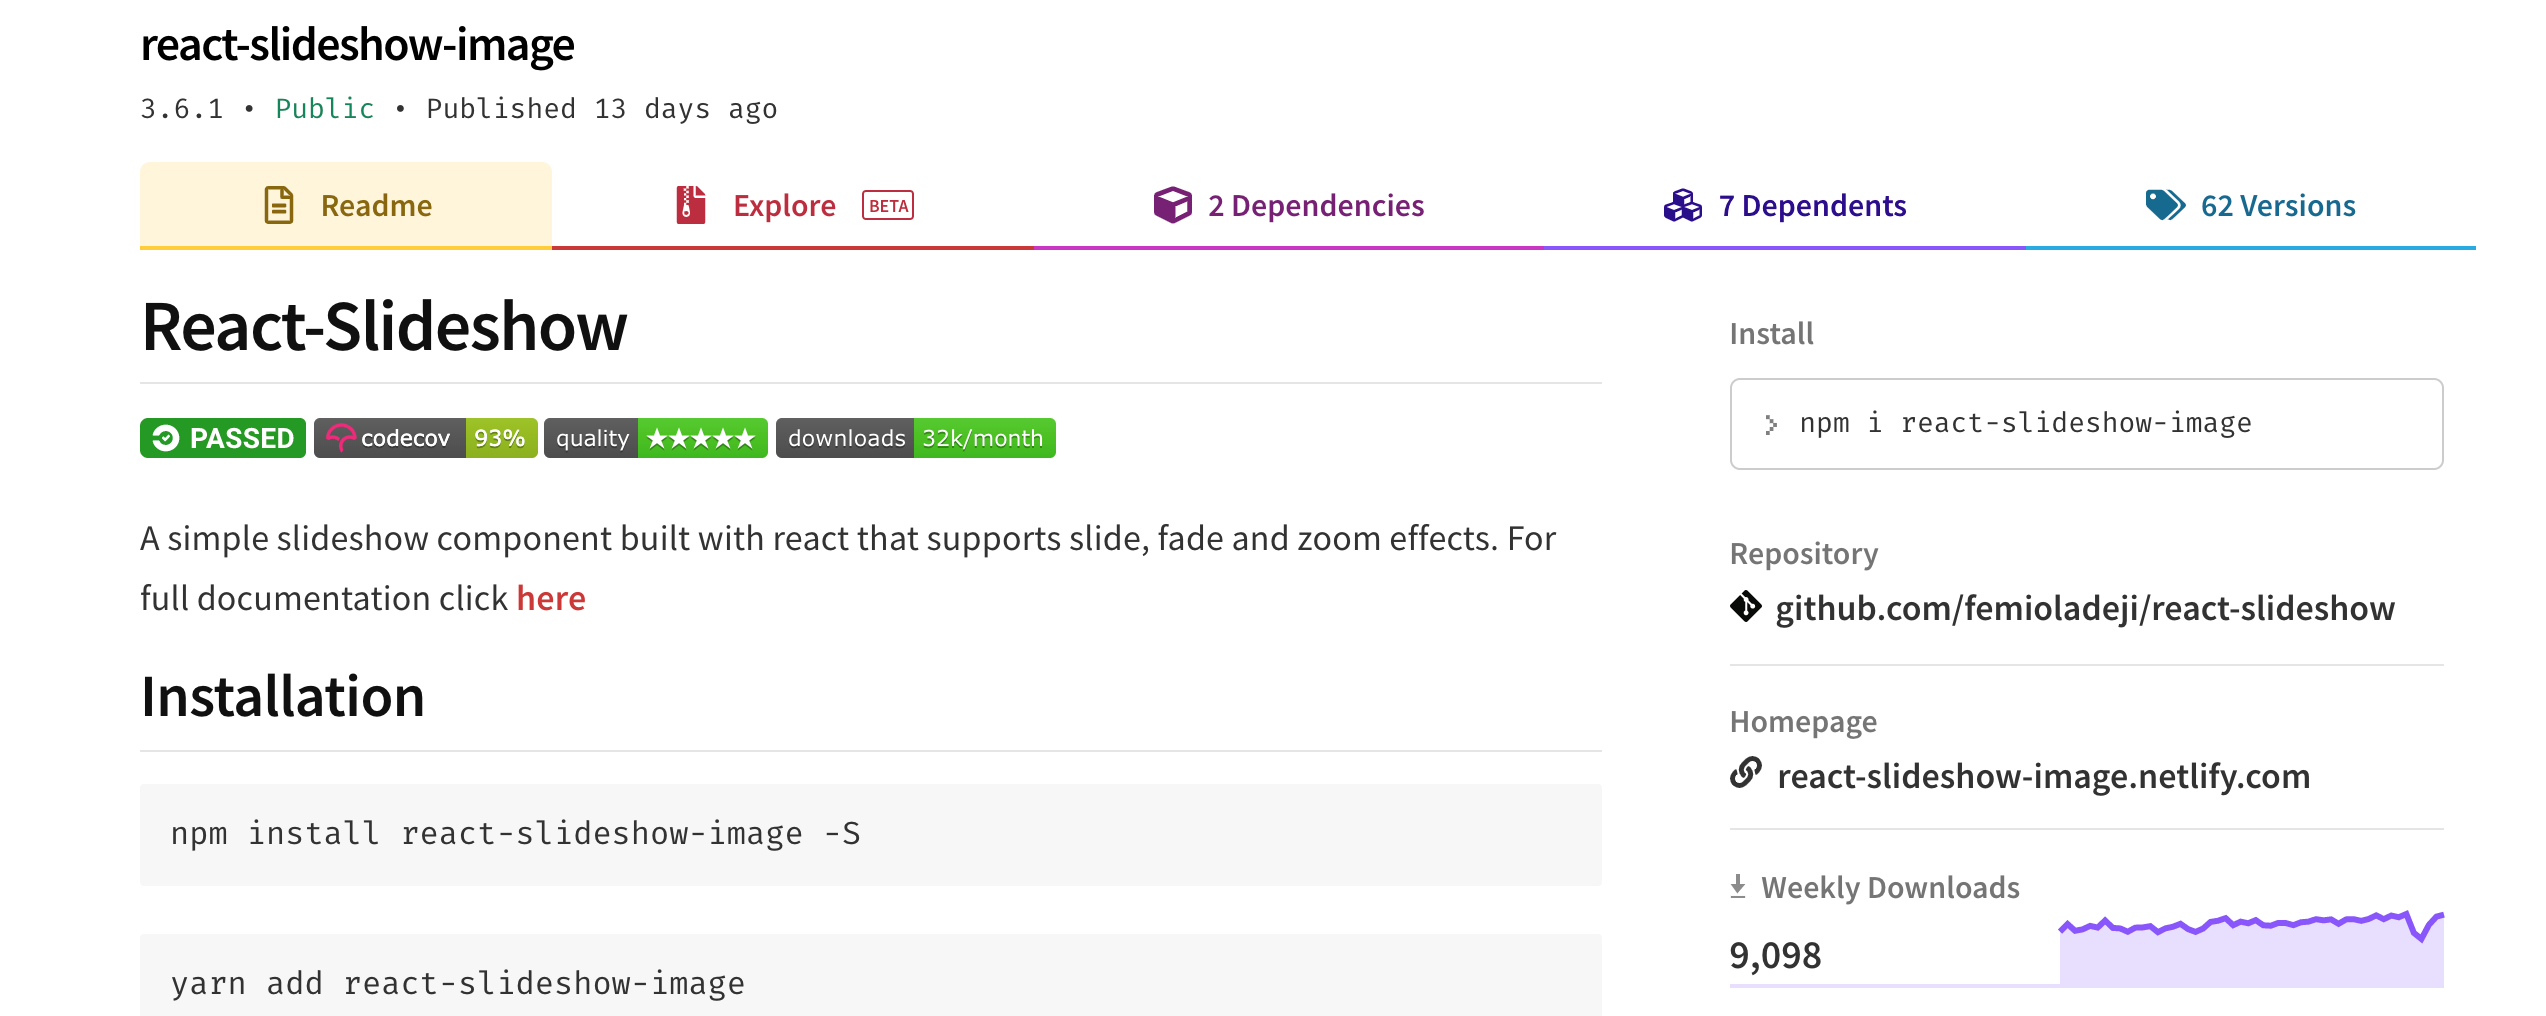 react-slideshow-image
3.6.1 • Public • Published 13 days ago
Readme
Explore BETA
2 Dependencies
7 Dependents
62 Versions
React-Slideshow
PASSED codecov 93% quality ★★★★★ downloads 32k/month
A simple slideshow component built with react that supports slide, fade and zoom effects. For
full documentation click here
Installation
npm install react-slideshow-image -S
yarn add react-slideshow-image
Install
npm i react-slideshow-image
Repository
github.com/femioladeji/react-slideshow
Homepage
react-slideshow-image.netlify.com
Weekly Downloads
9,098